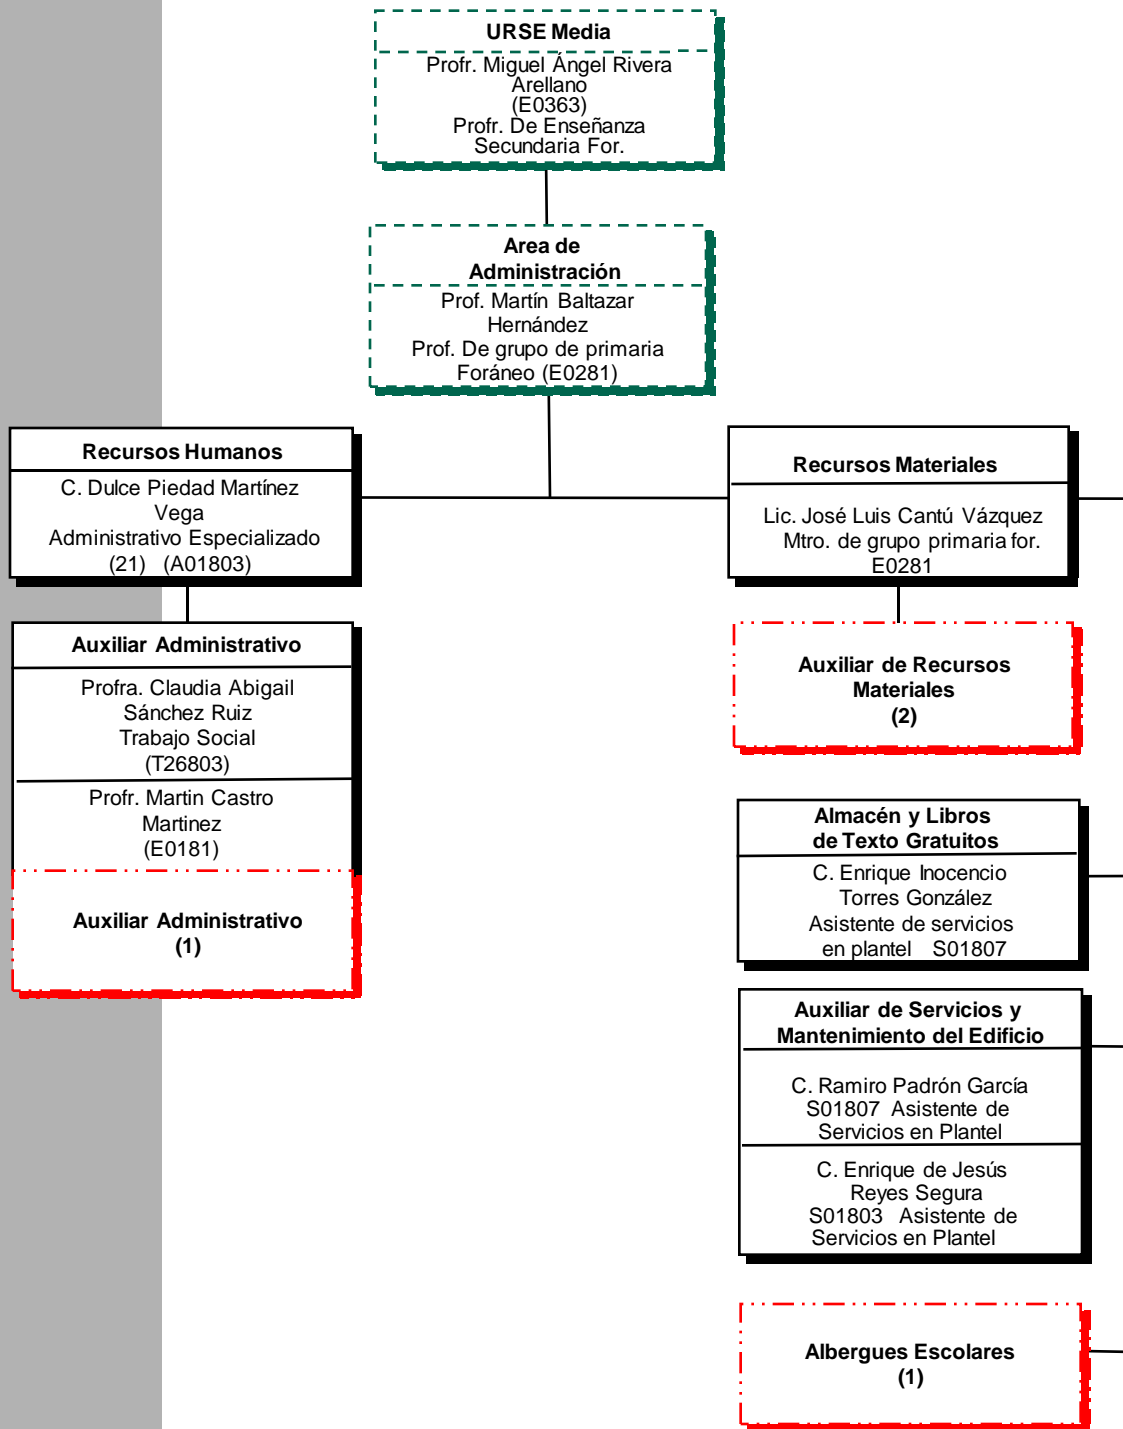 URSE Media
Profr. Miguel Ángel Rivera
Arellano
(E0363)
Profr. De Enseñanza
Secundaria For.
Area de
Administración
Prof. Martín Baltazar
Hernández
Prof. De grupo de primaria
Foráneo (E0281)
Recursos Humanos
C. Dulce Piedad Martínez
Vega
Administrativo Especializado
(21) (A01803)
Auxiliar Administrativo
Profra. Claudia Abigail
Sánchez Ruiz
Trabajo Social
(T26803)
Profr. Martin Castro
Martinez
(E0181)
Auxiliar Administrativo
(1)
Recursos Materiales
Lic. José Luis Cantú Vázquez
Mtro. de grupo primaria for.
E0281
Auxiliar de Recursos
Materiales
(2)
Almacén y Libros
de Texto Gratuitos
C. Enrique Inocencio
Torres González
Asistente de servicios
en plantel S01807
Auxiliar de Servicios y
Mantenimiento del Edificio
C. Ramiro Padrón García
S01807 Asistente de
Servicios en Plantel
C. Enrique de Jesús
Reyes Segura
S01803 Asistente de
Servicios en Plantel
Albergues Escolares
(1)